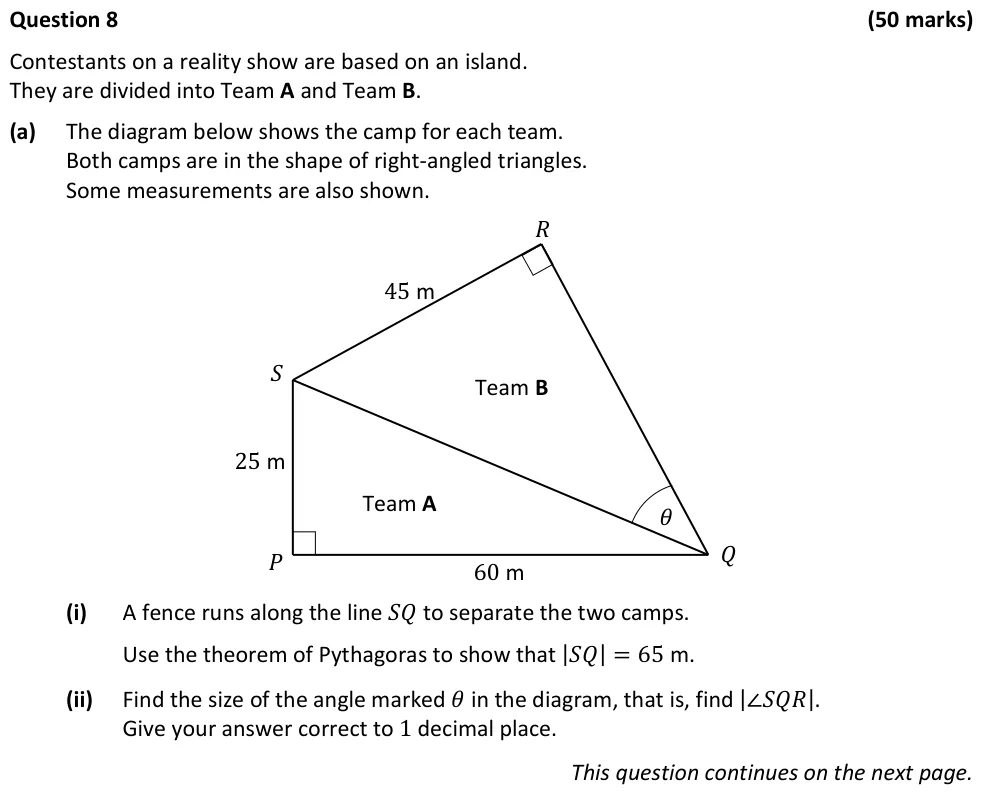 Question 8 (50 marks)
Contestants on a reality show are based on an island.
They are divided into Team A and Team B.
(a) The diagram below shows the camp for each team.
Both camps are in the shape of right-angled triangles.
Some measurements are also shown.
R
45 m
S
Team B
25 m
Team A
θ
P
Q
60 m
(i) A fence runs along the line SQ to separate the two camps.
Use the theorem of Pythagoras to show that |SQ| = 65 m.
(ii) Find the size of the angle marked θ in the diagram, that is, find |∠SQR|.
Give your answer correct to 1 decimal place.
This question continues on the next page.